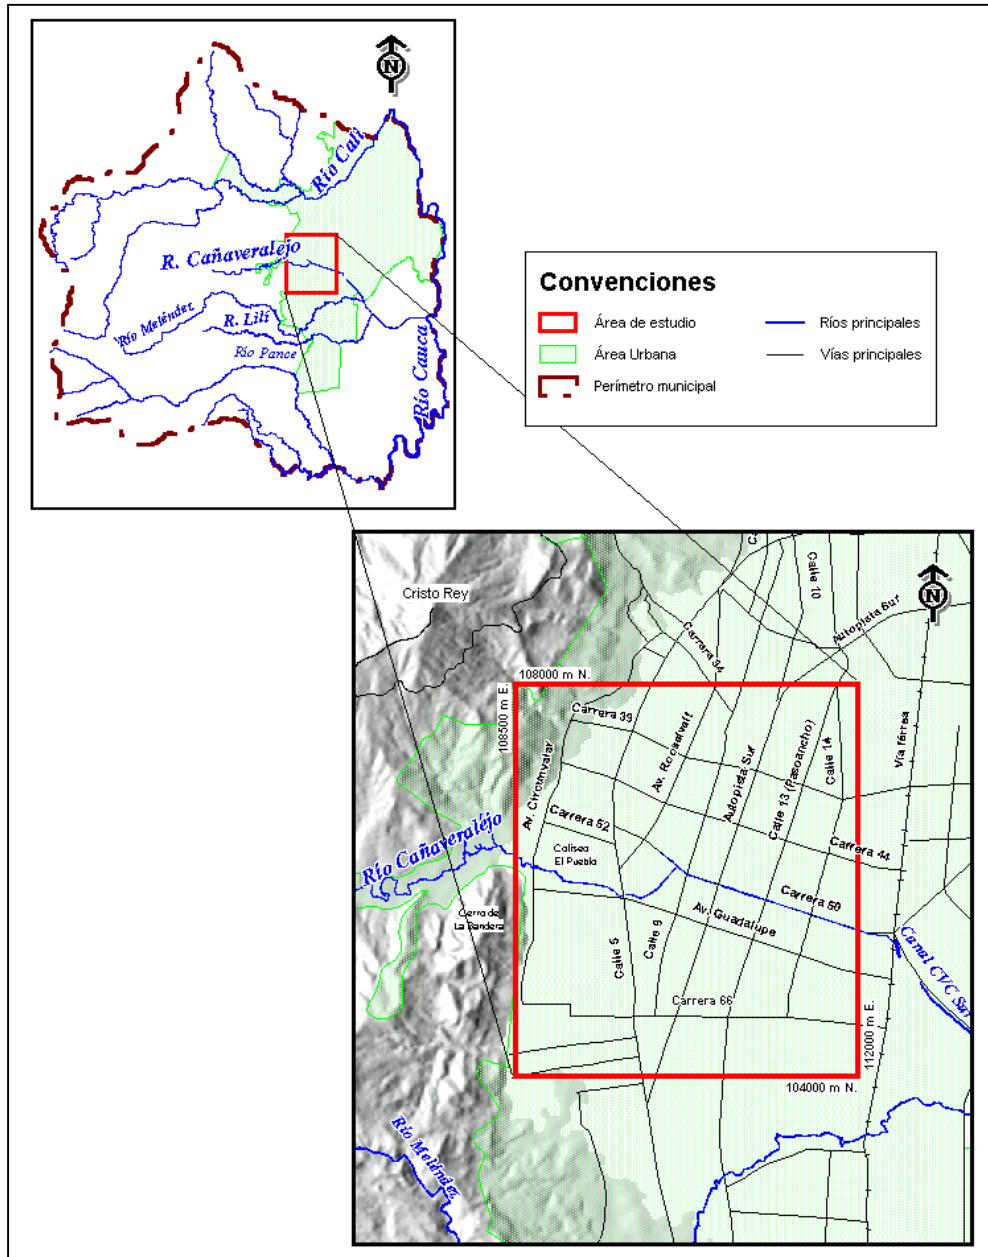 N
Río Cali
R. Cañaveralejo
Río Meléndez
R. Lili
Río Pance
Río Cauca
Convenciones
Área de estudio
Ríos principales
Área Urbana
Vías principales
Perímetro municipal
Cristo Rey
Calle 10
N
Autopista Sur
Carrera 34
108000 m N.
108500 m E.
Carrera 39
Av. Roosevelt
Autopista Sur
Calle 13 (Pasoancho)
Calle 14
Vía férrea
Av. Circunvalar
Carrera 52
Río Cañaveralejo
Coliseo
El Pueblo
Carrera 44
Carrera 50
Cerro de
La Bandera
Av. Guadalupe
Calle 5
Calle 9
Canal CVC Sur
Carrera 66
112000 m E.
104000 m N.
Río Meléndez